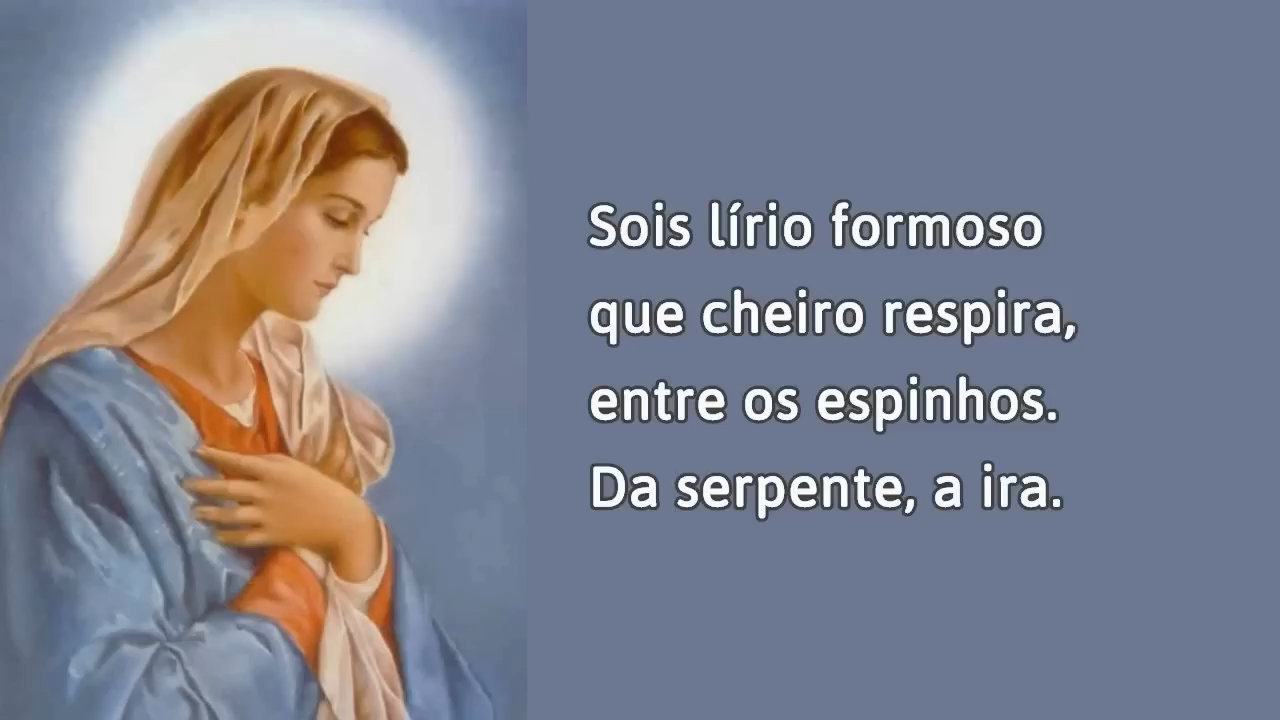 Sois lírio formoso
que cheiro respira,
entre os espinhos.
Da serpente, a ira.